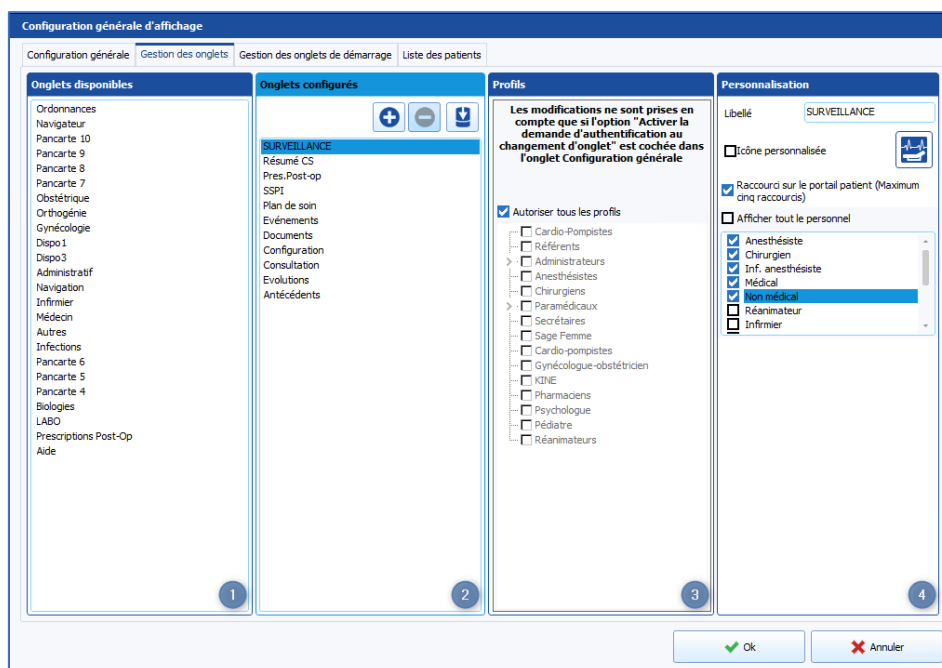 Configuration générale d'affichage
Configuration générale
Gestion des onglets
Gestion des onglets de démarrage
Liste des patients
Onglets disponibles
Ordonnances
Navigateur
Pancarte 10
Pancarte 9
Pancarte 8
Pancarte 7
Obstétrique
Orthogénie
Gynécologie
Dispo1
Dispo3
Administratif
Navigation
Infirmier
Médecin
Autres
Infections
Pancarte 6
Pancarte 5
Pancarte 4
Biologies
LABO
Prescriptions Post-Op
Aide
1
Onglets configurés
SURVEILLANCE
Résumé CS
Pres.Post-op
SSPI
Plan de soin
Evénements
Documents
Configuration
Consultation
Evolutions
Antécédents
2
Profils
Les modifications ne sont prises en
compte que si l'option "Activer la
demande d'authentification au
changement d'onglet" est cochée dans
l'onglet Configuration générale
Autoriser tous les profils
Cardio-Pompistes
Référents
Administrateurs
Anesthésistes
Chirurgiens
Paramédicaux
Secrétaires
Sage Femme
Cardio-pompistes
Gynécologue-obstétricien
KINE
Pharmaciens
Psychologue
Pédiatre
Réanimateurs
3
Personnalisation
Libellé
SURVEILLANCE
Icône personnalisée
Raccourci sur le portail patient (Maximum
cinq raccourcis)
Afficher tout le personnel
Anesthésiste
Chirurgien
Inf. anesthésiste
Médical
Non médical
Réanimateur
Infirmier
4
Ok
Annuler